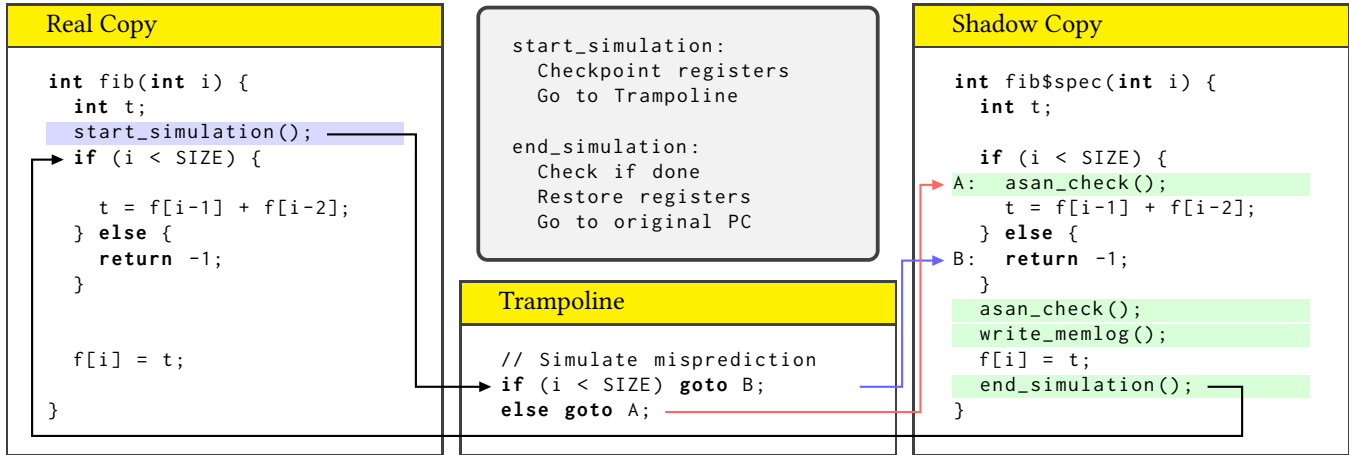 Real Copy
int fib(int i) {
int t;
start_simulation();
if (i < SIZE) {
t = f[i-1] + f[i-2];
} else {
return -1;
}
f[i] = t;
}
start_simulation:
Checkpoint registers
Go to Trampoline
end_simulation:
Check if done
Restore registers
Go to original PC
Trampoline
// Simulate misprediction
if (i < SIZE) goto B;
else goto A;
Shadow Copy
int fib$spec(int i) {
int t;
if (i < SIZE) {
A: asan_check();
t = f[i-1] + f[i-2];
} else {
B: return -1;
}
asan_check();
write_memlog();
f[i] = t;
end_simulation();
}